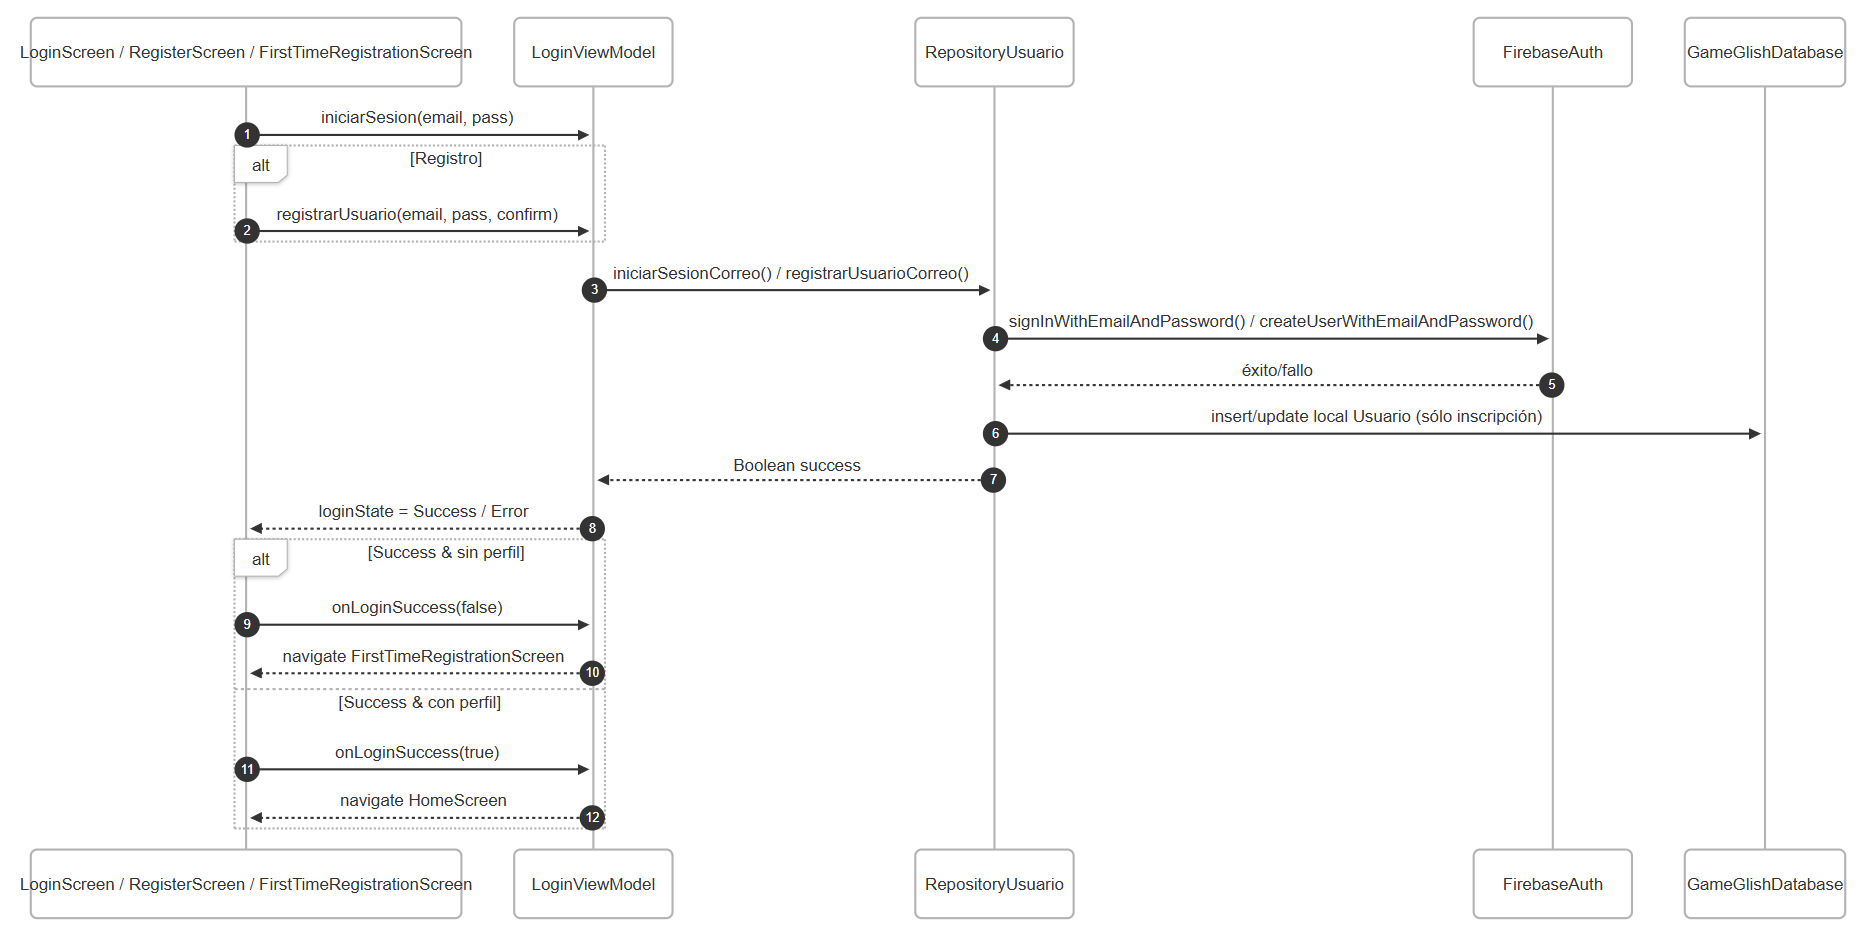 LoginScreen / RegisterScreen / FirstTimeRegistrationScreen
LoginViewModel
RepositoryUsuario
FirebaseAuth
GameGlishDatabase
iniciarSesion(email, pass)
1
alt
[Registro]
registrarUsuario(email, pass, confirm)
2
iniciarSesionCorreo() / registrarUsuarioCorreo()
3
signInWithEmailAndPassword() / createUserWithEmailAndPassword()
4
éxito/fallo
5
insert/update local Usuario (sólo inscripción)
6
Boolean success
7
loginState = Success / Error
8
alt
[Success & sin perfil]
onLoginSuccess(false)
9
navigate FirstTimeRegistrationScreen
10
[Success & con perfil]
onLoginSuccess(true)
11
navigate HomeScreen
12
LoginScreen / RegisterScreen / FirstTimeRegistrationScreen
LoginViewModel
RepositoryUsuario
FirebaseAuth
GameGlishDatabase